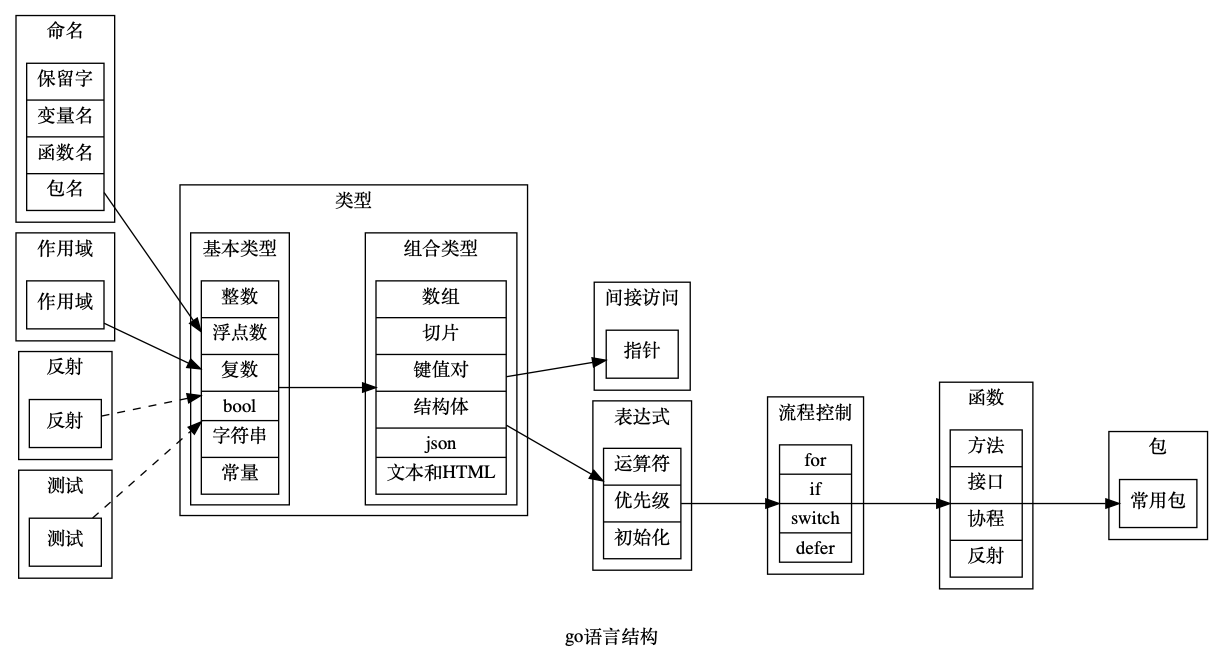 命名
保留字
变量名
函数名
包名
作用域
作用域
反射
反射
测试
测试
类型
基本类型
整数
浮点数
复数
bool
字符串
常量
组合类型
数组
切片
键值对
结构体
json
文本和HTML
间接访问
指针
表达式
运算符
优先级
初始化
流程控制
for
if
switch
defer
函数
方法
接口
协程
反射
包
常用包
go语言结构